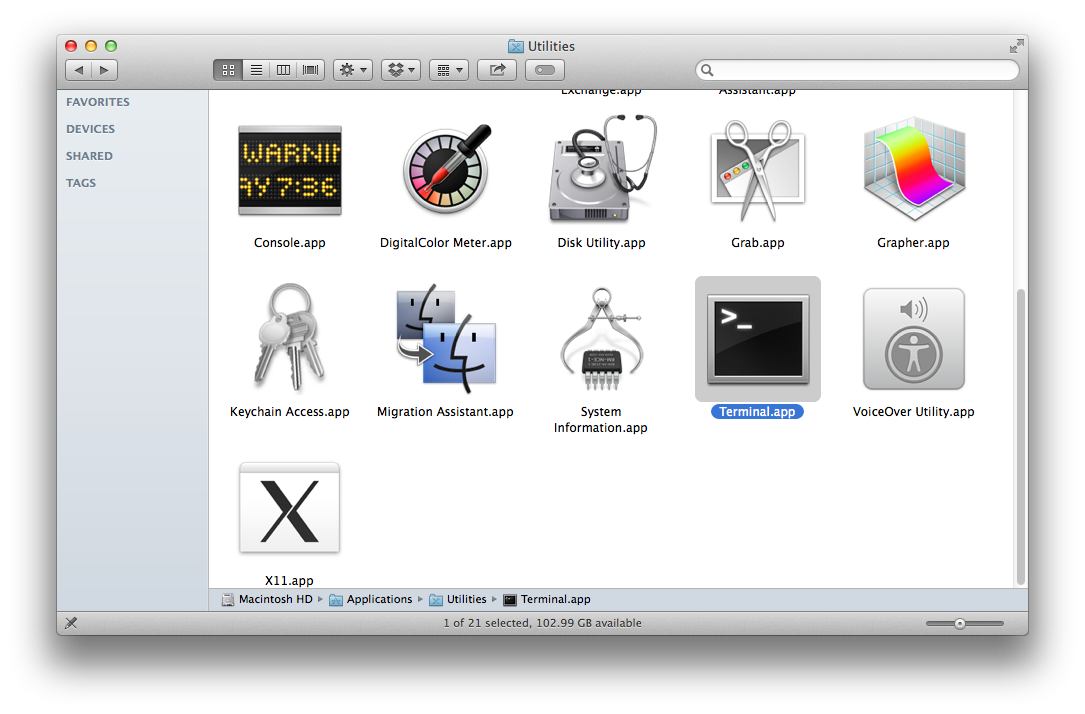 Utilities
FAVORITES
DEVICES
SHARED
TAGS
Exchange.app
Assistant.app
WARNIN
AY 7:36
Console.app
DigitalColor Meter.app
Disk Utility.app
Grab.app
Grapher.app
>_
Keychain Access.app
Migration Assistant.app
System
Information.app
Terminal.app
VoiceOver Utility.app
X
X11.app
Macintosh HD ▸ Applications ▸ Utilities ▸ Terminal.app
1 of 21 selected, 102.99 GB available